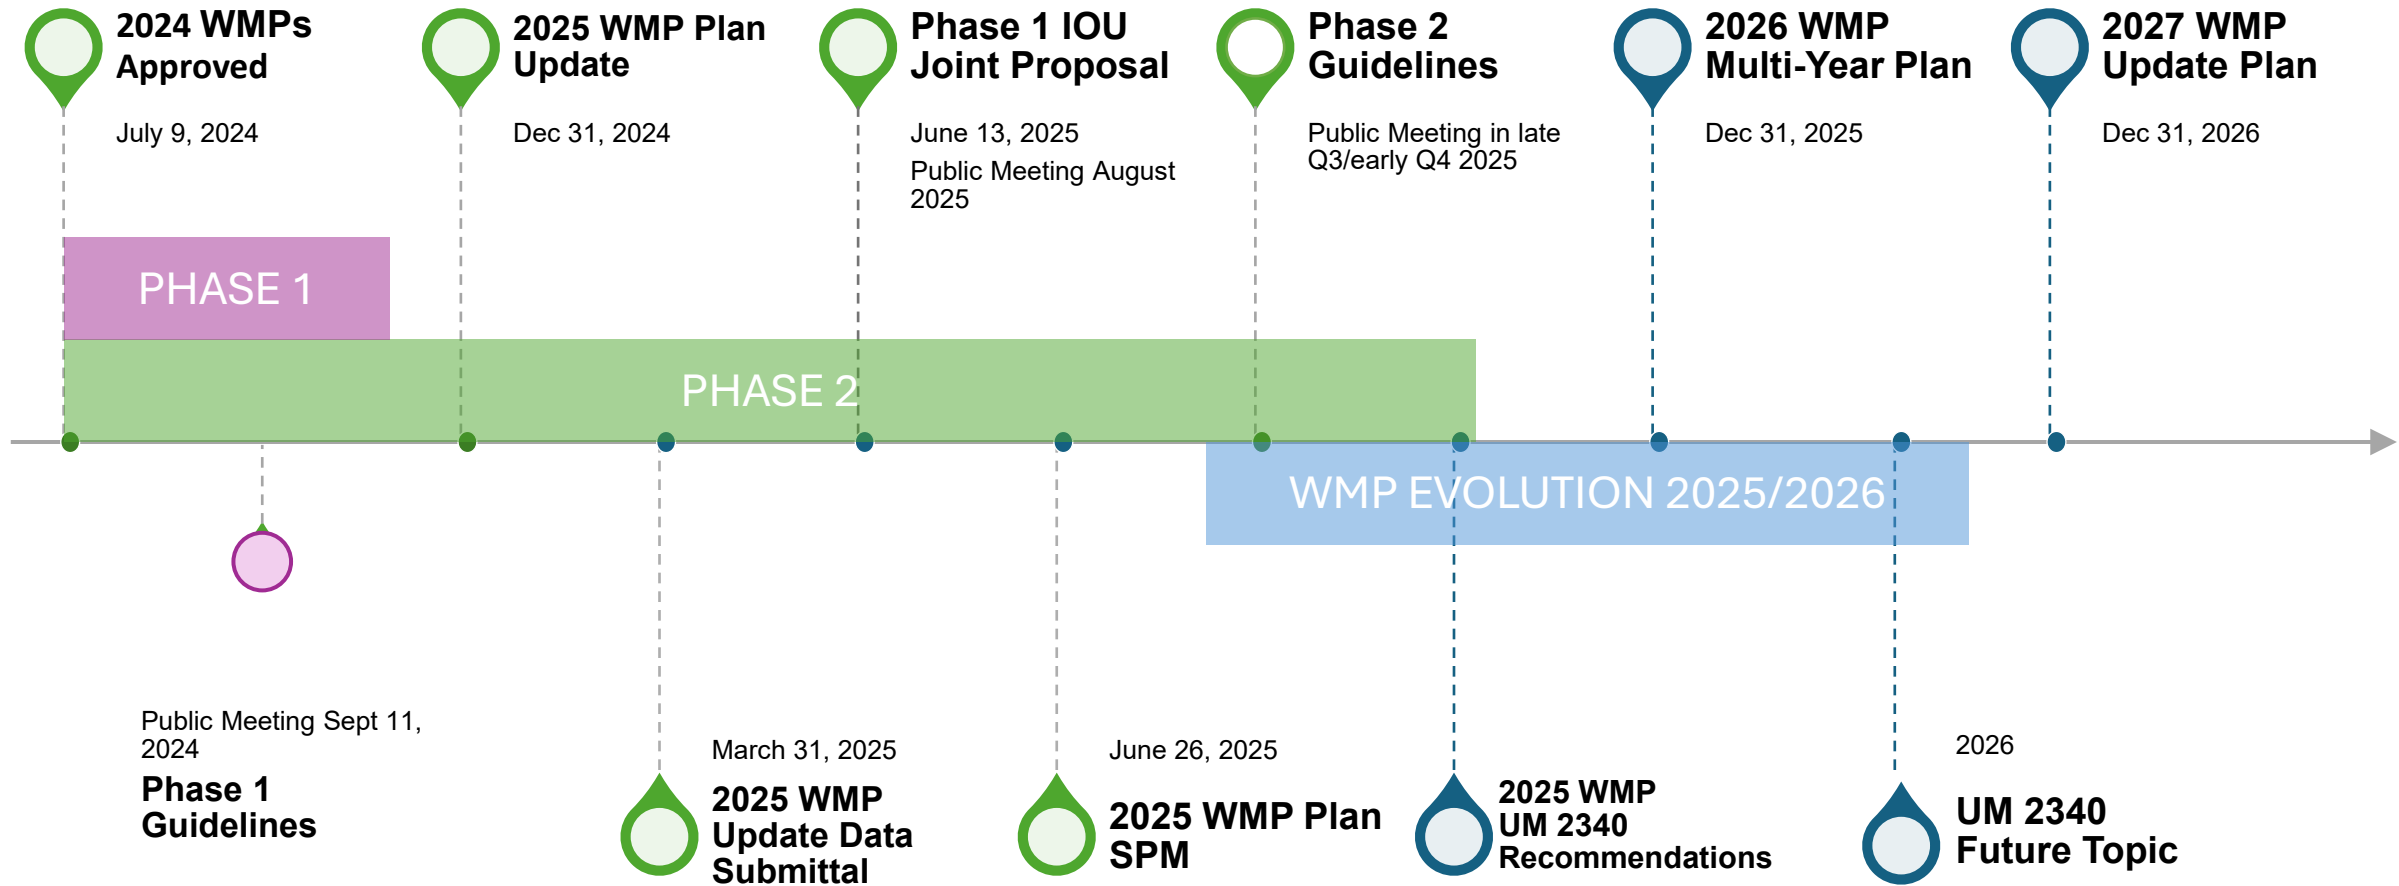 2024 WMPs
Approved
July 9, 2024
2025 WMP Plan
Update
Dec 31, 2024
Phase 1 IOU
Joint Proposal
June 13, 2025
Public Meeting August
2025
Phase 2
Guidelines
Public Meeting in late
Q3/early Q4 2025
2026 WMP
Multi-Year Plan
Dec 31, 2025
2027 WMP
Update Plan
Dec 31, 2026
PHASE 1
PHASE 2
WMP EVOLUTION 2025/2026
Public Meeting Sept 11,
2024
Phase 1
Guidelines
March 31, 2025
2025 WMP
Update Data
Submittal
June 26, 2025
2025 WMP Plan
SPM
2025 WMP
UM 2340
Recommendations
2026
UM 2340
Future Topic